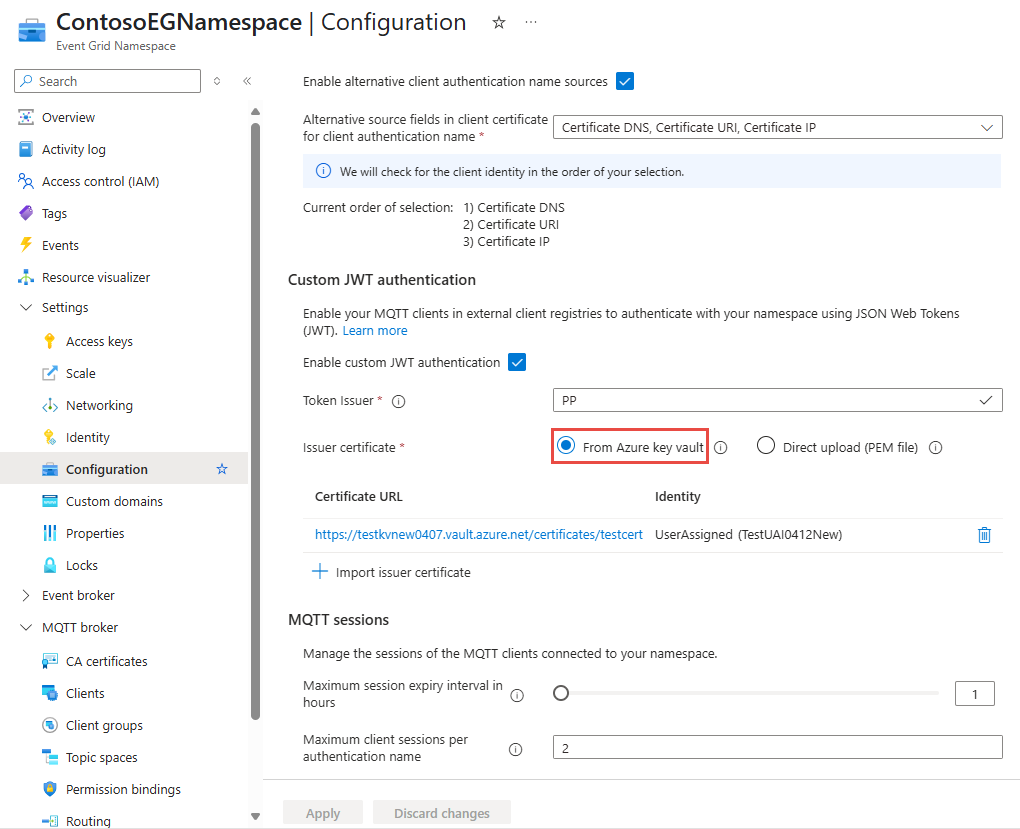 ContosoEGNamespace | Configuration
Event Grid Namespace
Search
Overview
Activity log
Access control (IAM)
Tags
Events
Resource visualizer
Settings
Access keys
Scale
Networking
Identity
Configuration
Custom domains
Properties
Locks
Event broker
MQTT broker
CA certificates
Clients
Client groups
Topic spaces
Permission bindings
Routing
Enable alternative client authentication name sources
Alternative source fields in client certificate
for client authentication name *
Certificate DNS, Certificate URI, Certificate IP
We will check for the client identity in the order of your selection.
Current order of selection: 1) Certificate DNS
2) Certificate URI
3) Certificate IP
Custom JWT authentication
Enable your MQTT clients in external client registries to authenticate with your namespace using JSON Web Tokens
(JWT). Learn more
Enable custom JWT authentication
Token Issuer *
PP
Issuer certificate *
From Azure key vault
Direct upload (PEM file)
Certificate URL Identity
https://testkvnew0407.vault.azure.net/certificates/testcert UserAssigned (TestUAI0412New)
Import issuer certificate
MQTT sessions
Manage the sessions of the MQTT clients connected to your namespace.
Maximum session expiry interval in
hours
1
Maximum client sessions per
authentication name
2
Apply Discard changes